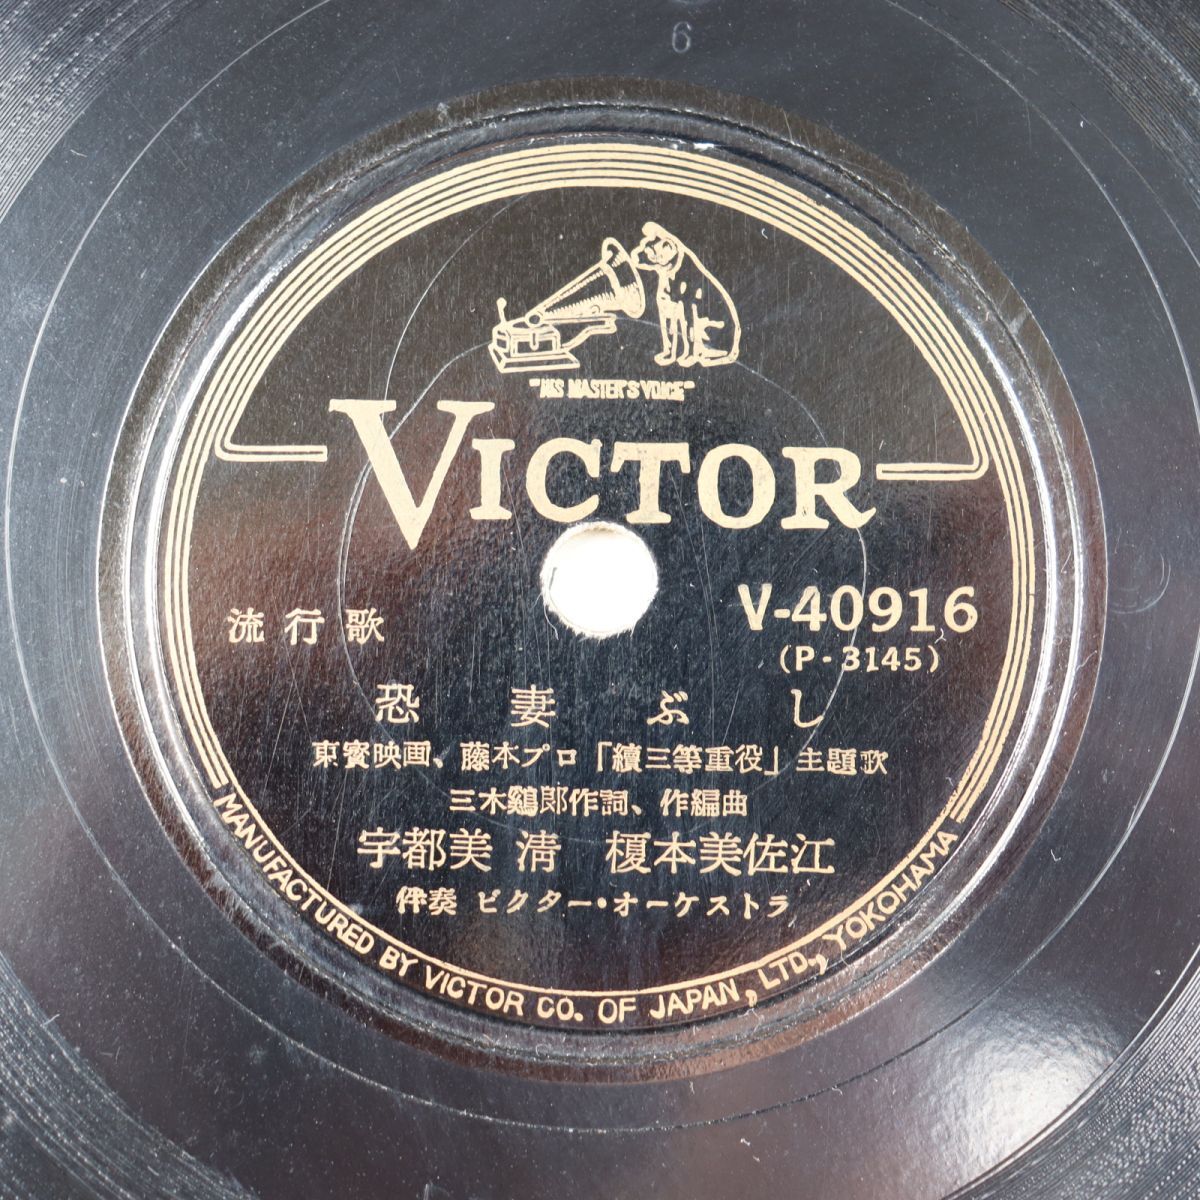 6
"HIS MASTER'S VOICE"
VICTOR
流行歌
V-40916
(P-3145)
恐妻ぶし
東寳映画、藤本プロ「續三等重役」主題歌
三木鷄郎作詞、作編曲
宇都美 清 榎本美佐江
伴奏 ビクター・オーケストラ
MANUFACTURED BY VICTOR CO. OF JAPAN, LTD., YOKOHAMA